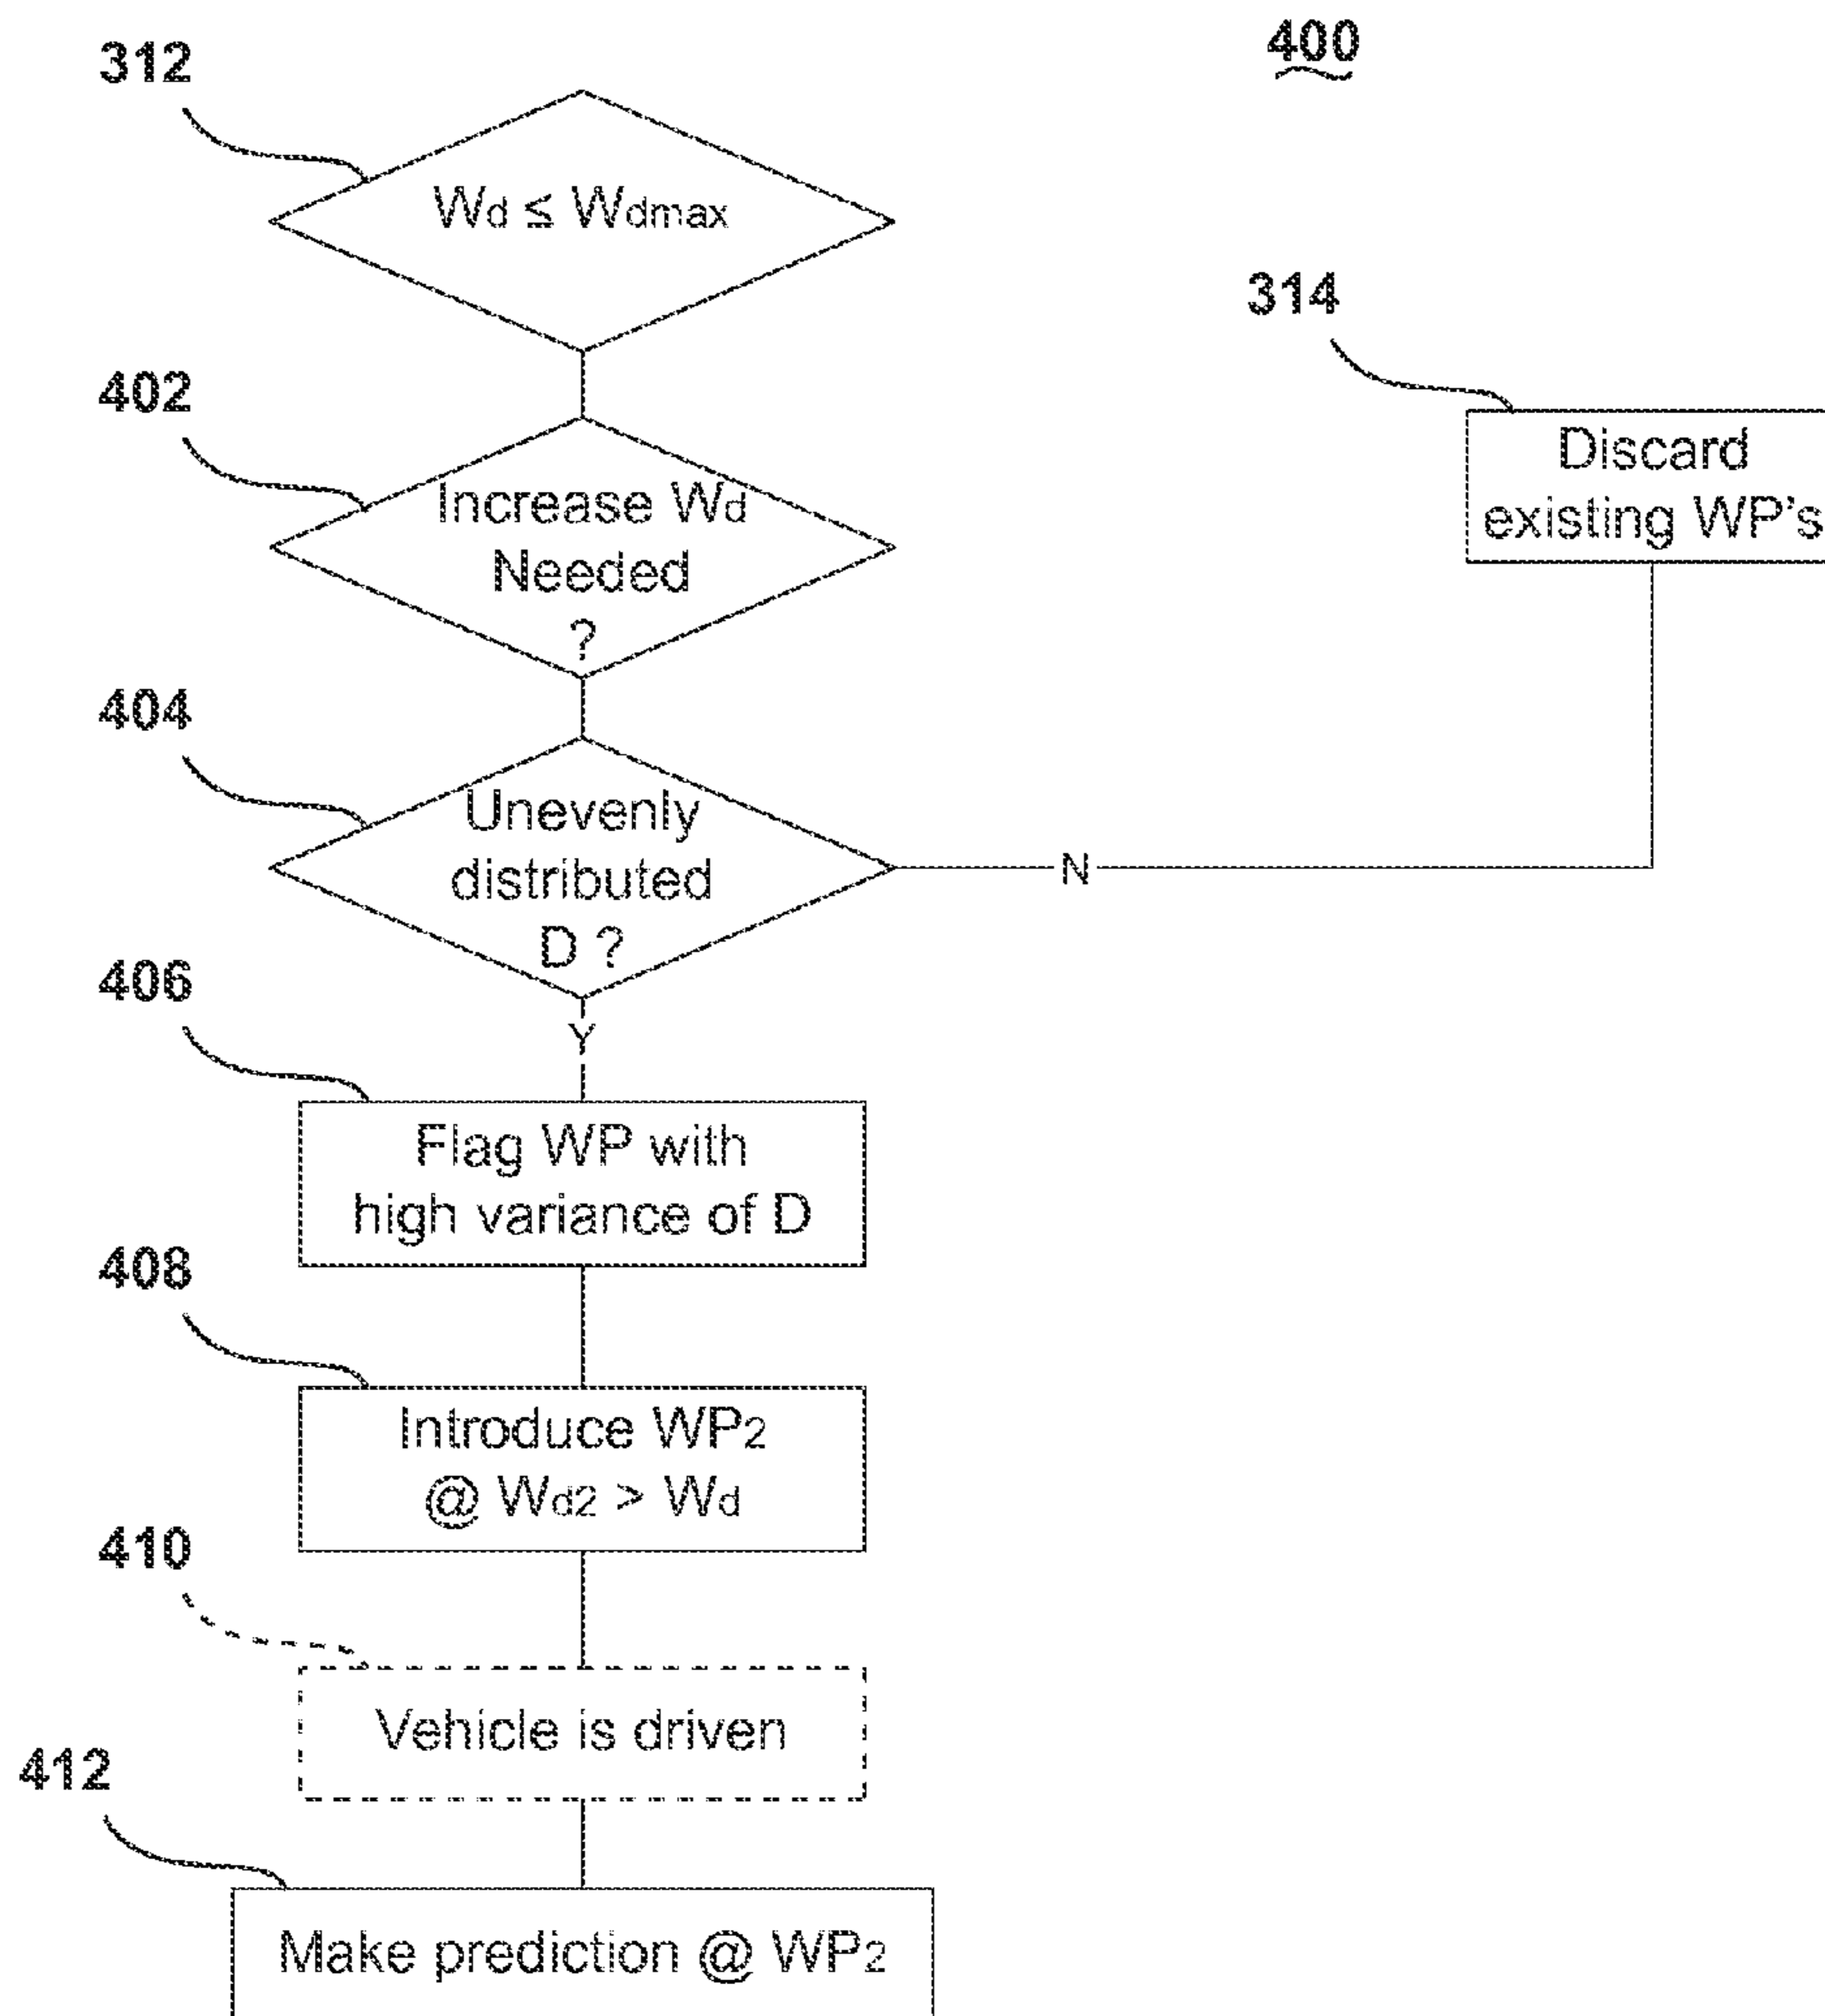 400
312
Wd ≤ Wdmax
314
Discard
existing WP's
402
Increase Wd
Needed
?
404
Unevenly
distributed
D ?
N
Y
406
Flag WP with
high variance of D
408
Introduce WP2
@ Wd2 > Wd
410
Vehicle is driven
412
Make prediction @ WP2